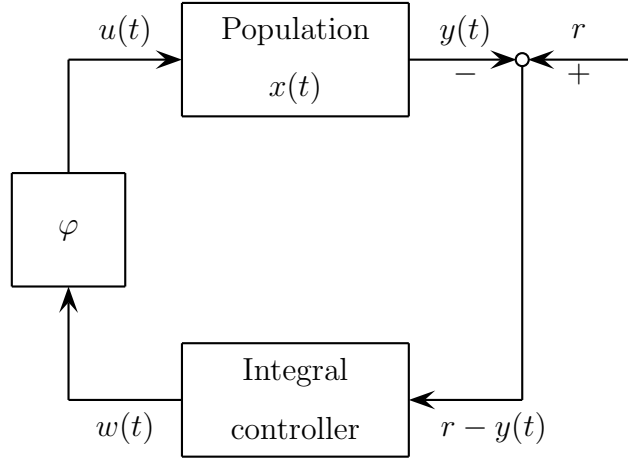 u(t)
Population
x(t)
y(t)
r
−
+
φ
Integral
controller
w(t)
r − y(t)